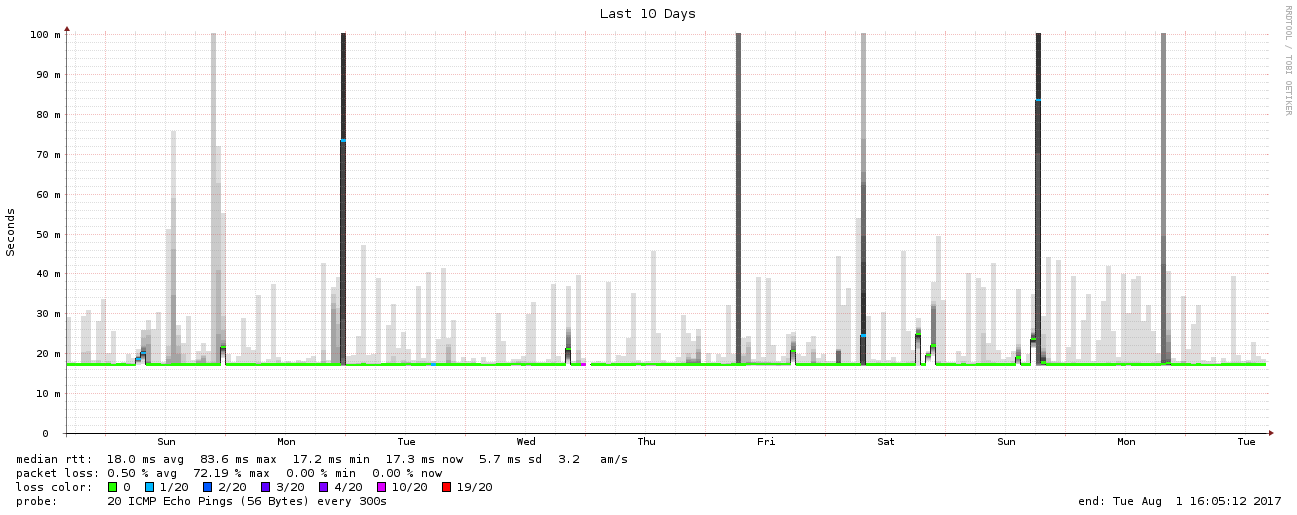 Last 10 Days
RRDTOOL / TOBI OETIKER
Seconds
100 m
90 m
80 m
70 m
60 m
50 m
40 m
30 m
20 m
10 m
0
Sun Mon Tue Wed Thu Fri Sat Sun Mon Tue
median rtt: 18.0 ms avg 83.6 ms max 17.2 ms min 17.3 ms now 5.7 ms sd 3.2 am/s
packet loss: 0.50 % avg 72.19 % max 0.00 % min 0.00 % now
loss color: 0 1/20 2/20 3/20 4/20 10/20 19/20
probe: 20 ICMP Echo Pings (56 Bytes) every 300s end: Tue Aug 1 16:05:12 2017